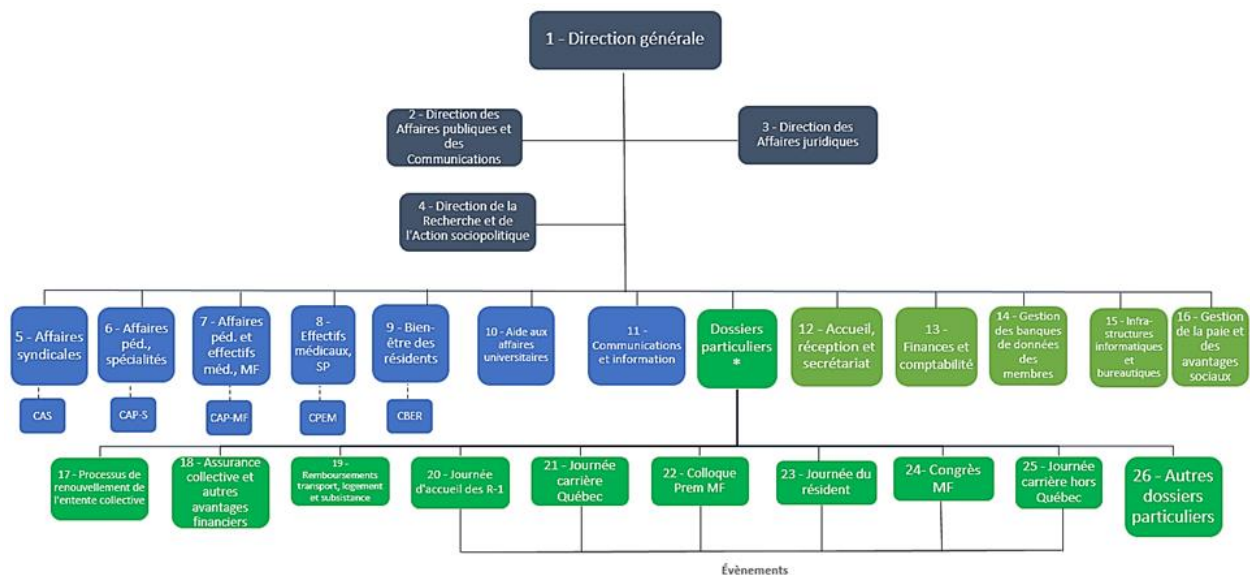 1 - Direction générale
2 - Direction des
Affaires publiques et
des
Communications
3 - Direction des
Affaires juridiques
4 - Direction de la
Recherche et de
l'Action sociopolitique
5 - Affaires
syndicales
6 - Affaires
péd.,
spécialités
7 - Affaires
péd. et
effectifs
méd., MF
8 -
Effectifs
médicaux,
SP
9 - Bien-
être des
résidents
10 - Aide aux
affaires
universitaires
11 -
Communications
et information
Dossiers
particuliers
*
12 - Accueil,
réception et
secrétariat
13 -
Finances et
comptabilité
14 - Gestion
des banques
de données
des
membres
15 - Infra-
structures
informatiques
et
bureautiques
16 - Gestion
de la paie et
des
avantages
sociaux
CAS
CAP-S
CAP-MF
CPEM
CBER
17 - Processus de
renouvellement de
l'entente collective
18 - Assurance
collective et
autres
avantages
financiers
19 -
Remboursements
transport, logement
et subsistance
20 - Journée
d'accueil des R-1
21 - Journée
carrière
Québec
22 - Colloque
Prem MF
23 - Journée du
résident
24 - Congrès
MF
25 - Journée
carrière hors
Québec
26 - Autres
dossiers
particuliers
Évènements